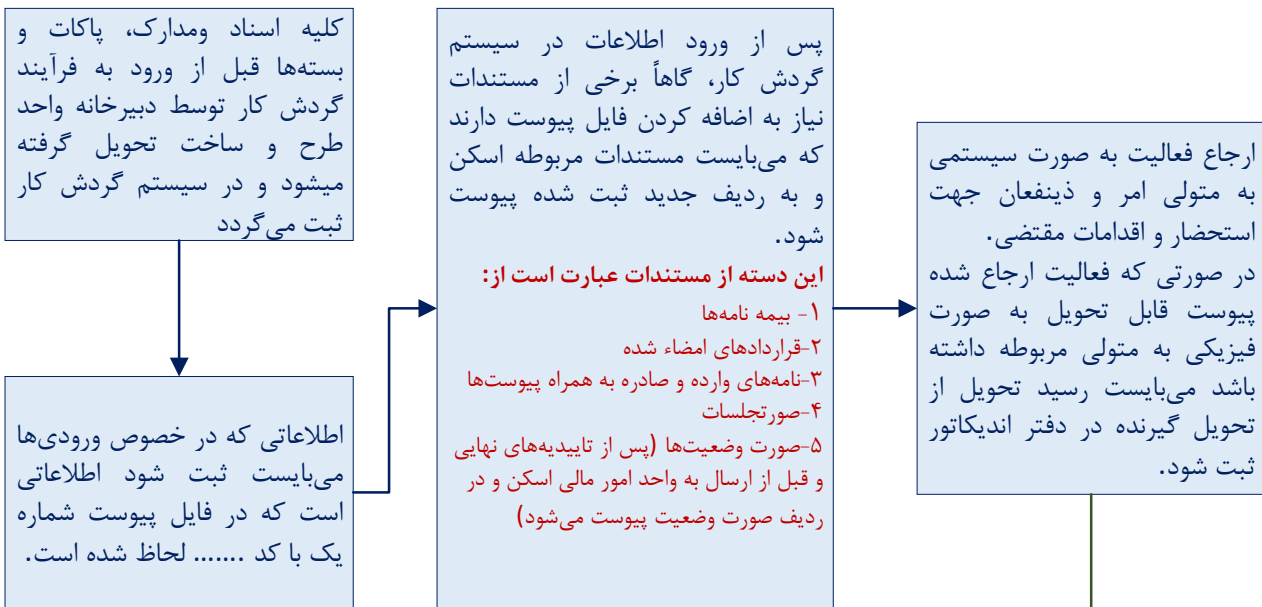 کلیه اسناد ومدارک، پاکات و
بسته‌ها قبل از ورود به فرآیند
گردش کار توسط دبیرخانه واحد
طرح و ساخت تحویل گرفته
میشود و در سیستم گردش کار
ثبت می‌گردد
اطلاعاتی که در خصوص ورودی‌ها
می‌بایست ثبت شود اطلاعاتی
است که در فایل پیوست شماره
یک با کد ....... لحاظ شده است.
پس از ورود اطلاعات در سیستم
گردش کار، گاهاً برخی از مستندات
نیاز به اضافه کردن فایل پیوست دارند
که می‌بایست مستندات مربوطه اسکن
و به ردیف جدید ثبت شده پیوست
شود.
این دسته از مستندات عبارت است از:
۱- بیمه نامه‌ها
۲-قراردادهای امضاء شده
۳-نامه‌های وارده و صادره به همراه پیوست‌ها
۴-صورتجلسات
۵-صورت وضعیت‌ها (پس از تاییدیه‌های نهایی
و قبل از ارسال به واحد امور مالی اسکن و در
ردیف صورت وضعیت پیوست می‌شود)
ارجاع فعالیت به صورت سیستمی
به متولی امر و ذینفعان جهت
استحضار و اقدامات مقتضی.
در صورتی که فعالیت ارجاع شده
پیوست قابل تحویل به صورت
فیزیکی به متولی مربوطه داشته
باشد می‌بایست رسید تحویل از
تحویل گیرنده در دفتر اندیکاتور
ثبت شود.